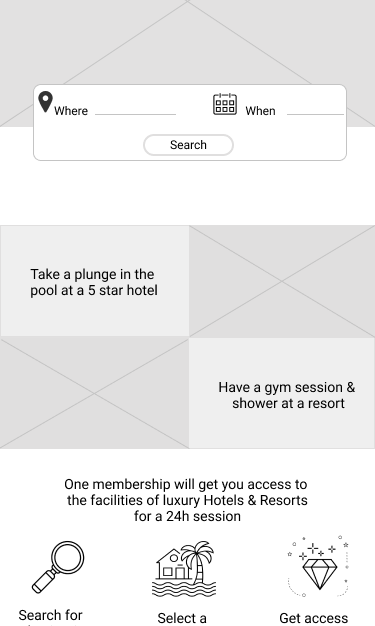 Where
When
Search
Take a plunge in the
pool at a 5 star hotel
Have a gym session &
shower at a resort
One membership will get you access to
the facilities of luxury Hotels & Resorts
for a 24h session
Search for
Select a
Get access